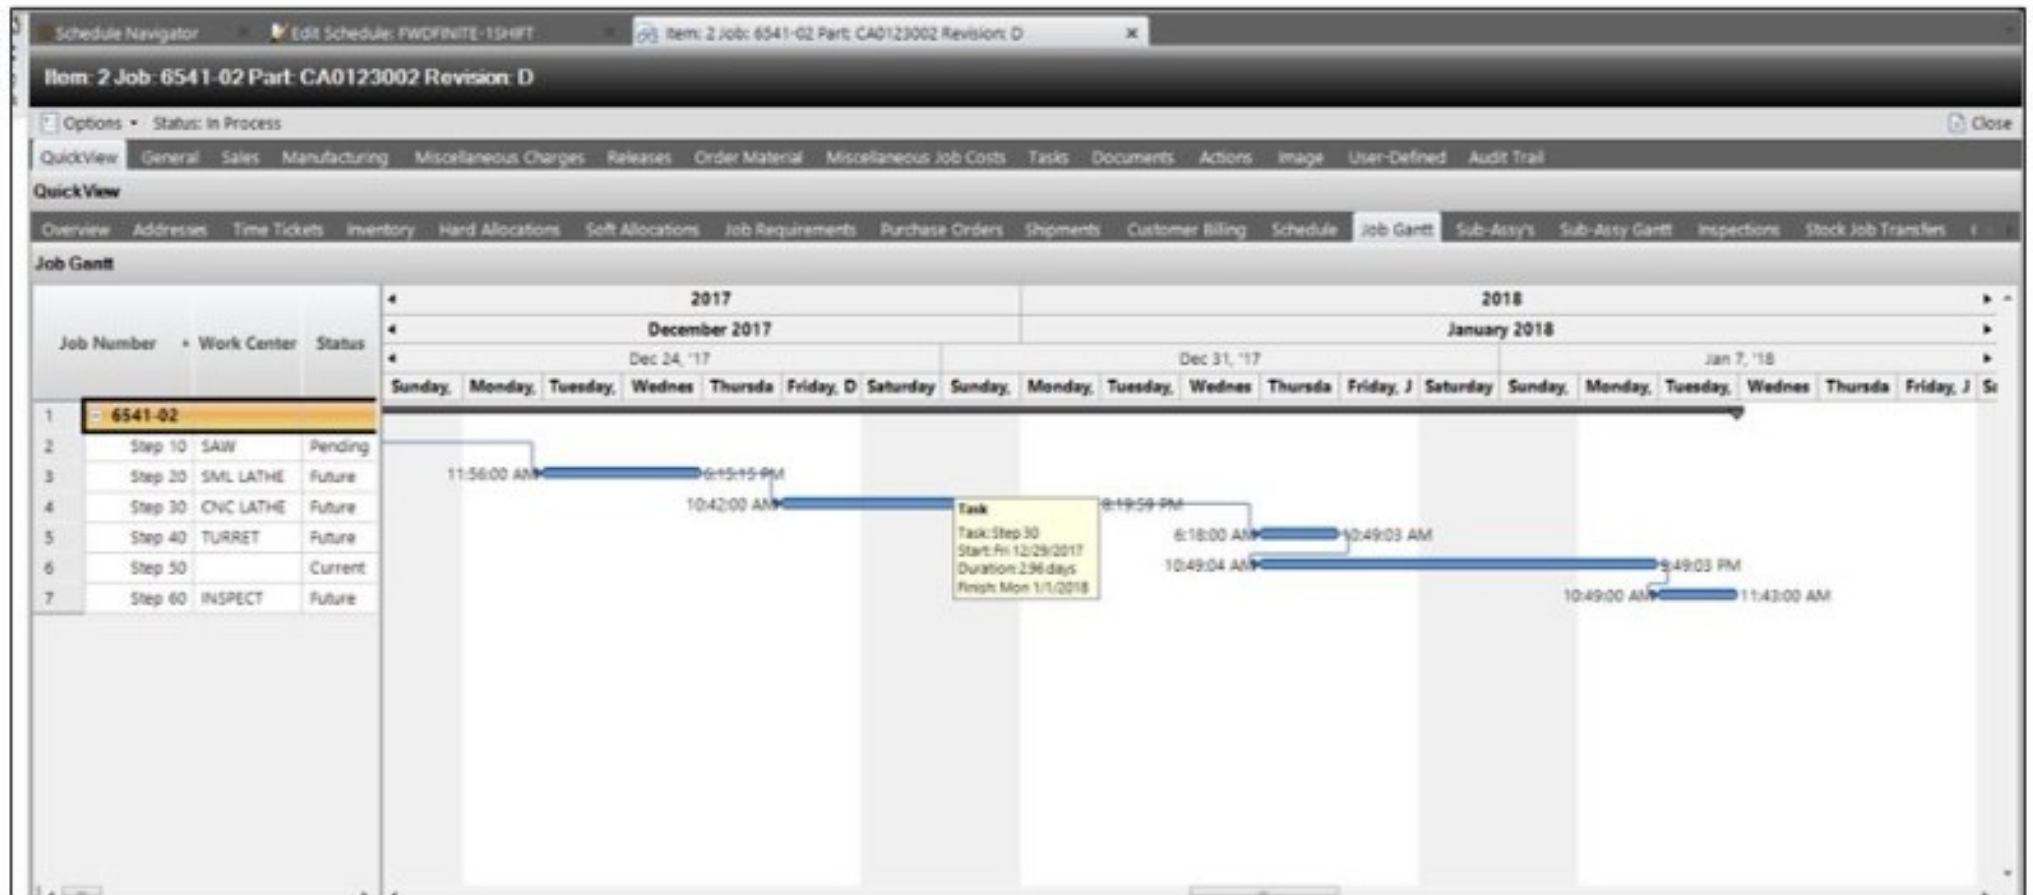 Schedule Navigator Edit Schedule: FWDFINITE-1SHIFT Item: 2 Job: 6541-02 Part: CA0123002 Revision: D
Item: 2 Job: 6541-02 Part: CA0123002 Revision: D
Options Status: In Process Close
QuickView General Sales Manufacturing Miscellaneous Charges Releases Order Material Miscellaneous Job Costs Tasks Documents Actions Image User-Defined Audit Trail
QuickView
Overview Addresses Time Tickets Inventory Hard Allocations Soft Allocations Job Requirements Purchase Orders Shipments Customer Billing Schedule Job Gantt Sub-Assy's Sub-Assy Gantt Inspections Stock Job Transfers
Job Gantt
2017 2018
Job Number Work Center Status December 2017 January 2018
Dec 24, '17 Dec 31, '17 Jan 7, '18
Sunday, Monday, Tuesday, Wednes Thursda Friday, D Saturday Sunday, Monday, Tuesday, Wednes Thursda Friday, J Saturday Sunday, Monday, Tuesday, Wednes Thursda Friday, J Sa
1 6541-02
2 Step 10 SAW Pending
3 Step 20 SML LATHE Future 11:56:00 AM 6:15:15 PM
4 Step 30 CNC LATHE Future 10:42:00 AM 8:19:59 PM
Task
5 Step 40 TURRET Future 6:18:00 AM 10:49:03 AM
Task: Step 30
Start: Fri 12/29/2017
6 Step 50 Current 10:49:04 AM 9:49:03 PM
Duration: 2.96 days
Finish: Mon 1/1/2018
7 Step 60 INSPECT Future 10:49:00 AM 11:43:00 AM